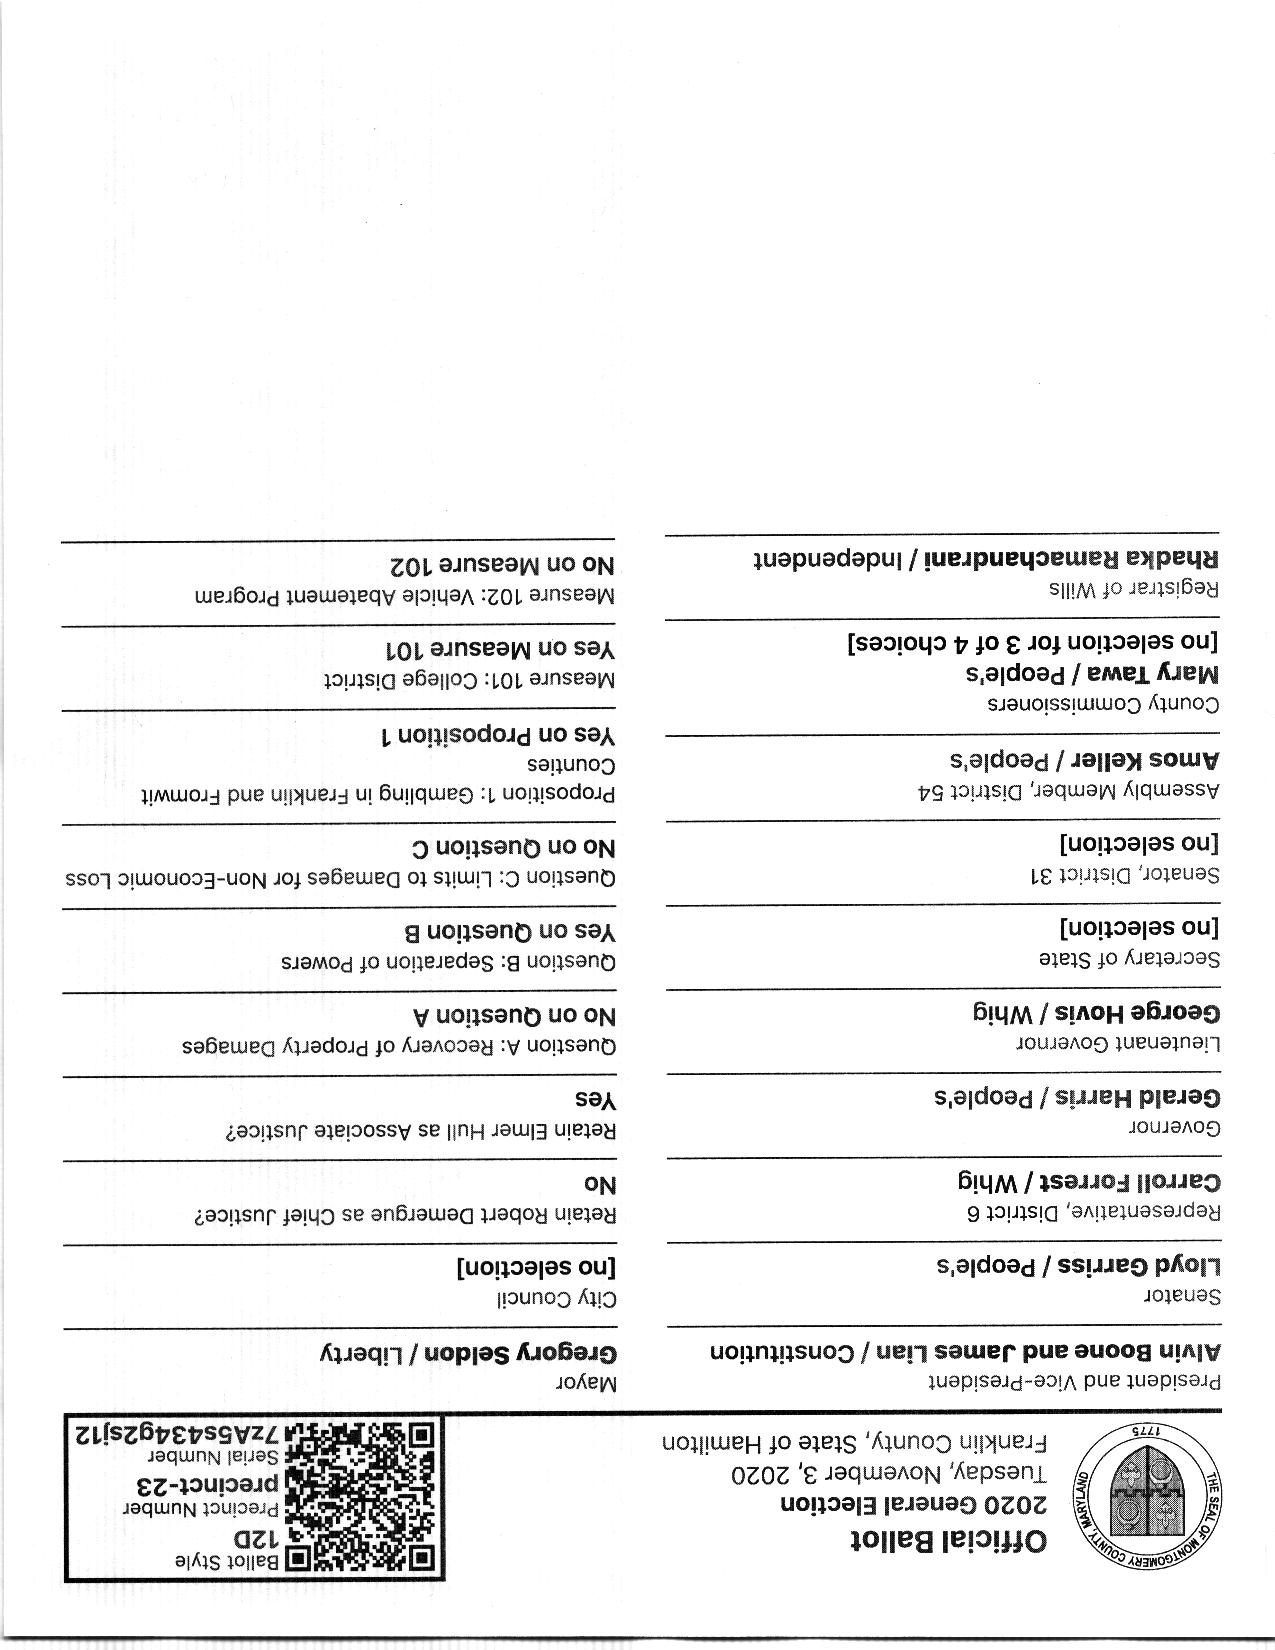 THE SEAL OF MONTGOMERY COUNTY, MARYLAND
1775
Official Ballot
2020 General Election
Tuesday, November 3, 2020
Franklin County, State of Hamilton
Ballot Style
12D
Precinct Number
precinct-23
Serial Number
7zA5s434g2sj12
President and Vice-President
Alvin Boone and James Lian / Constitution
Senator
Lloyd Garriss / People's
Representative, District 6
Carroll Forrest / Whig
Governor
Gerald Harris / People's
Lieutenant Governor
George Hovis / Whig
Secretary of State
[no selection]
Senator, District 31
[no selection]
Assembly Member, District 54
Amos Keller / People's
County Commissioners
Mary Tawa / People's
[no selection for 3 of 4 choices]
Registrar of Wills
Rhadka Ramachandrani / Independent
Mayor
Gregory Seldon / Liberty
City Council
[no selection]
Retain Robert Demergue as Chief Justice?
No
Retain Elmer Hull as Associate Justice?
Yes
Question A: Recovery of Property Damages
No on Question A
Question B: Separation of Powers
Yes on Question B
Question C: Limits to Damages for Non-Economic Loss
No on Question C
Proposition 1: Gambling in Franklin and Fromwit
Counties
Yes on Proposition 1
Measure 101: College District
Yes on Measure 101
Measure 102: Vehicle Abatement Program
No on Measure 102